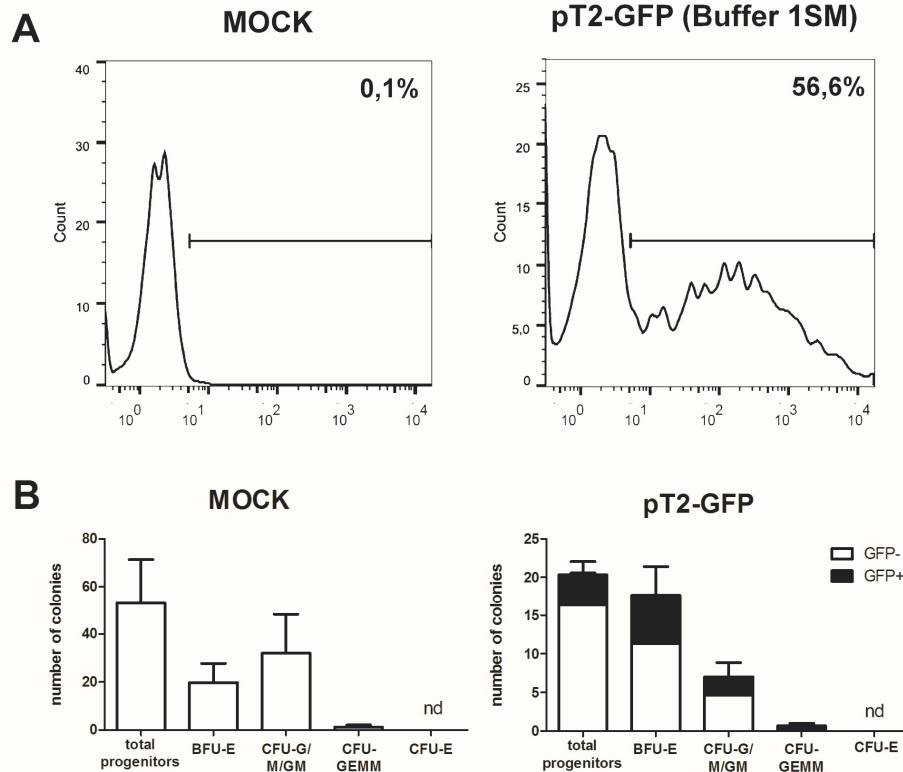 A
MOCK
pT2-GFP (Buffer 1SM)
0,1%
Count
40
30
20
10
0
10^0 10^1 10^2 10^3 10^4
56,6%
Count
25
20
15
10
5,0
0
10^0 10^1 10^2 10^3 10^4
B
MOCK
pT2-GFP
number of colonies
80
60
40
20
0
nd
total progenitors
BFU-E
CFU-G/
M/GM
CFU-
GEMM
CFU-E
number of colonies
25
20
15
10
5
0
GFP-
GFP+
nd
total progenitors
BFU-E
CFU-G/
M/GM
CFU-
GEMM
CFU-E